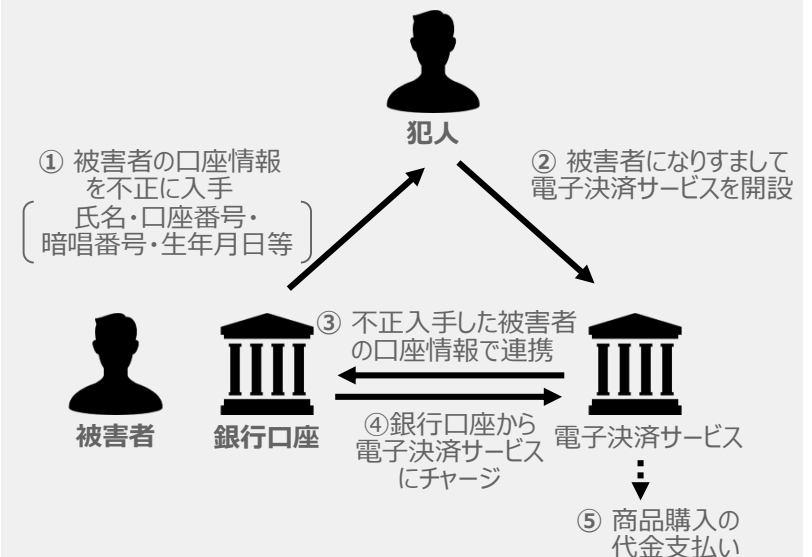 犯人
① 被害者の口座情報
を不正に入手
氏名・口座番号・
暗唱番号・生年月日等
② 被害者になりすまして
電子決済サービスを開設
③ 不正入手した被害者
の口座情報で連携
被害者
銀行口座
④銀行口座から
電子決済サービス
にチャージ
電子決済サービス
⑤ 商品購入の
代金支払い